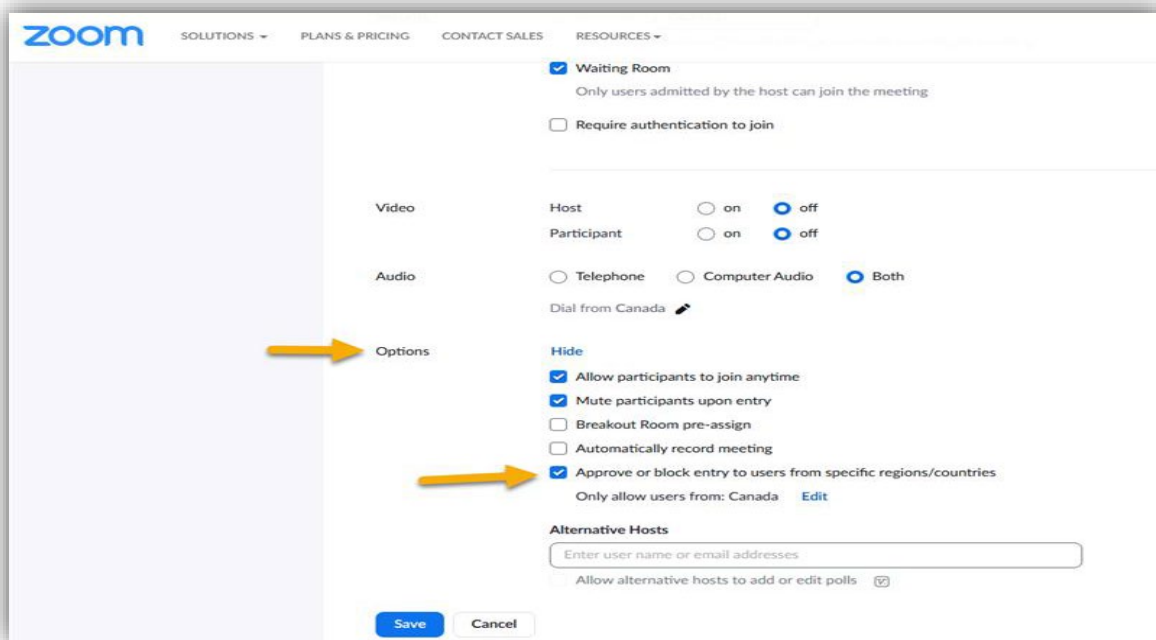 zoom SOLUTIONS PLANS & PRICING CONTACT SALES RESOURCES
Waiting Room
Only users admitted by the host can join the meeting
Require authentication to join
Video Host on off
Participant on off
Audio Telephone Computer Audio Both
Dial from Canada
Options Hide
Allow participants to join anytime
Mute participants upon entry
Breakout Room pre-assign
Automatically record meeting
Approve or block entry to users from specific regions/countries
Only allow users from: Canada Edit
Alternative Hosts
Enter user name or email addresses
Allow alternative hosts to add or edit polls
Save Cancel